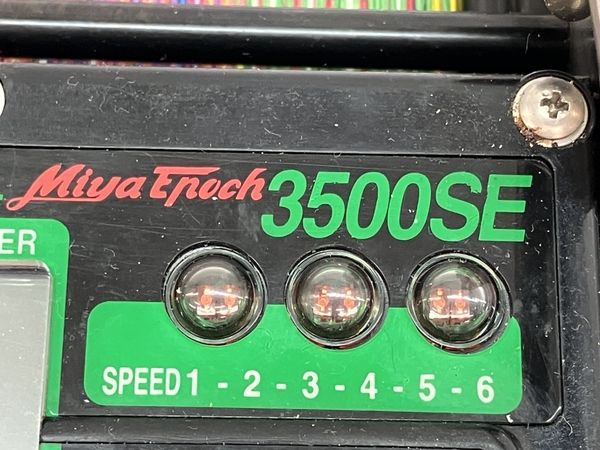 Miya Epoch 3500SE
ER
SPEED 1 - 2 - 3 - 4 - 5 - 6